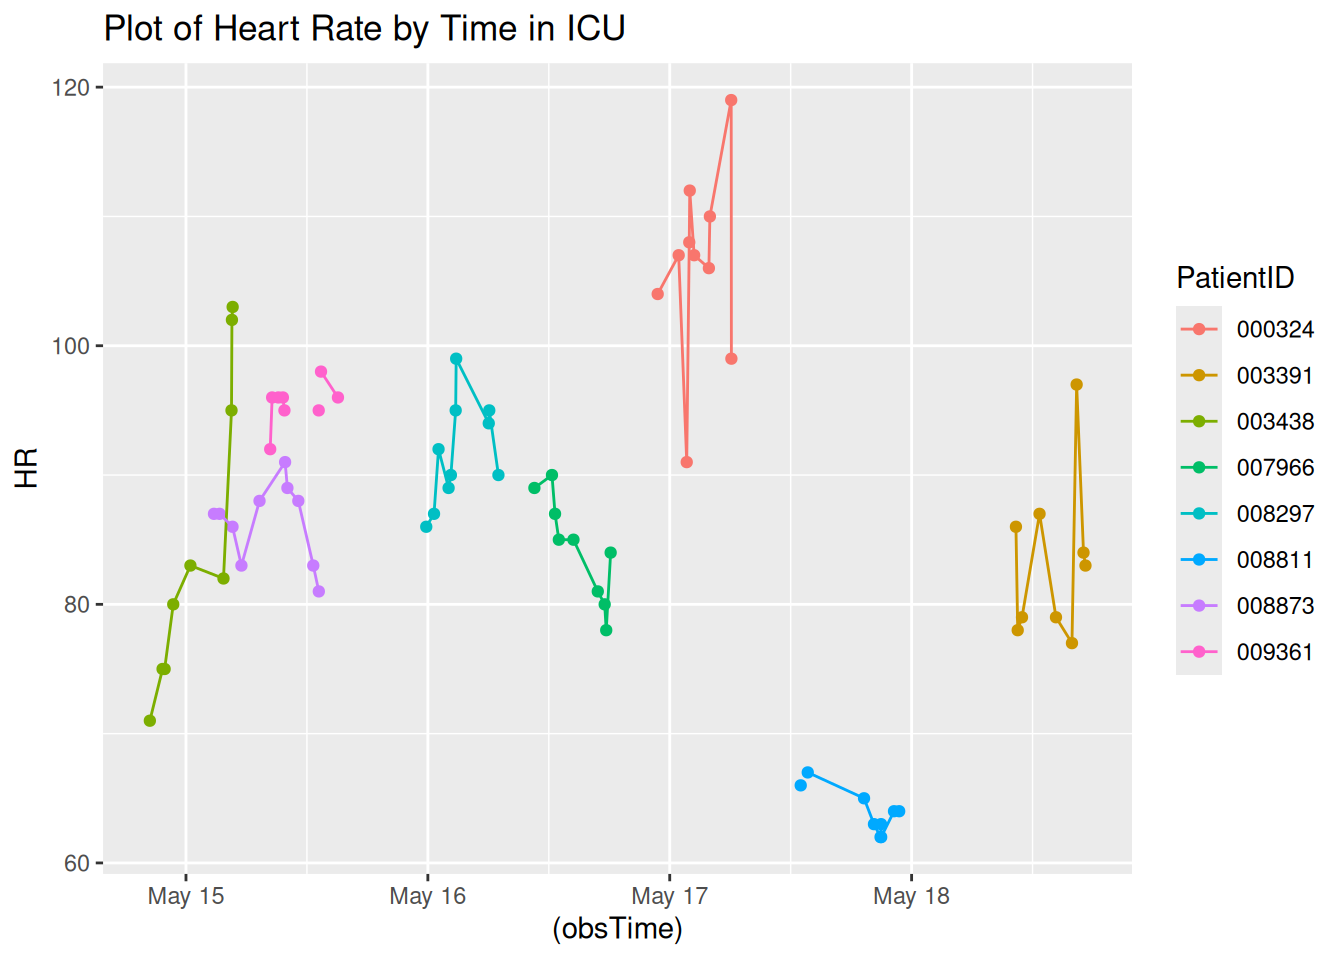 Plot of Heart Rate by Time in ICU
120
100
80
60
HR
May 15
May 16
May 17
May 18
(obsTime)
PatientID
000324
003391
003438
007966
008297
008811
008873
009361